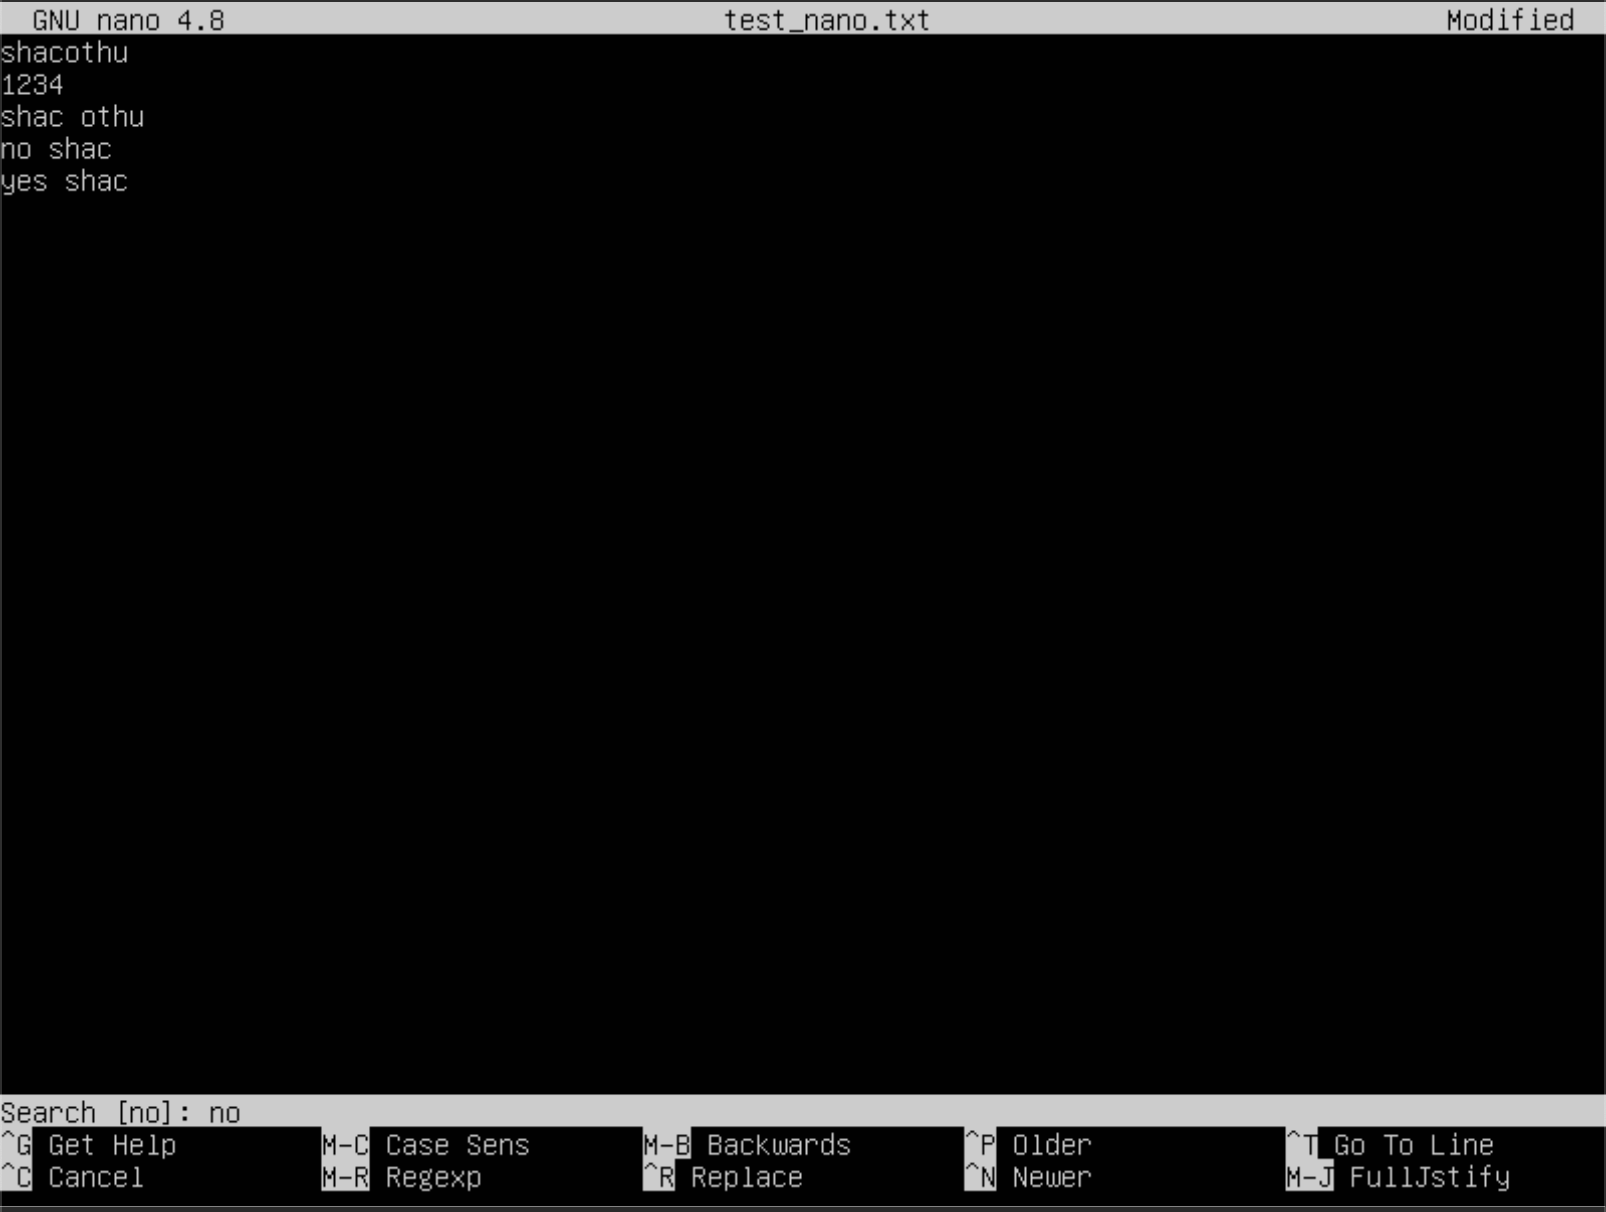 GNU nano 4.8 test_nano.txt Modified
shacothu
1234
shac othu
no shac
yes shac
Search [no]: no
^G Get Help M-C Case Sens M-B Backwards ^P Older ^T Go To Line
^C Cancel M-R Regexp ^R Replace ^N Newer M-J FullJstify